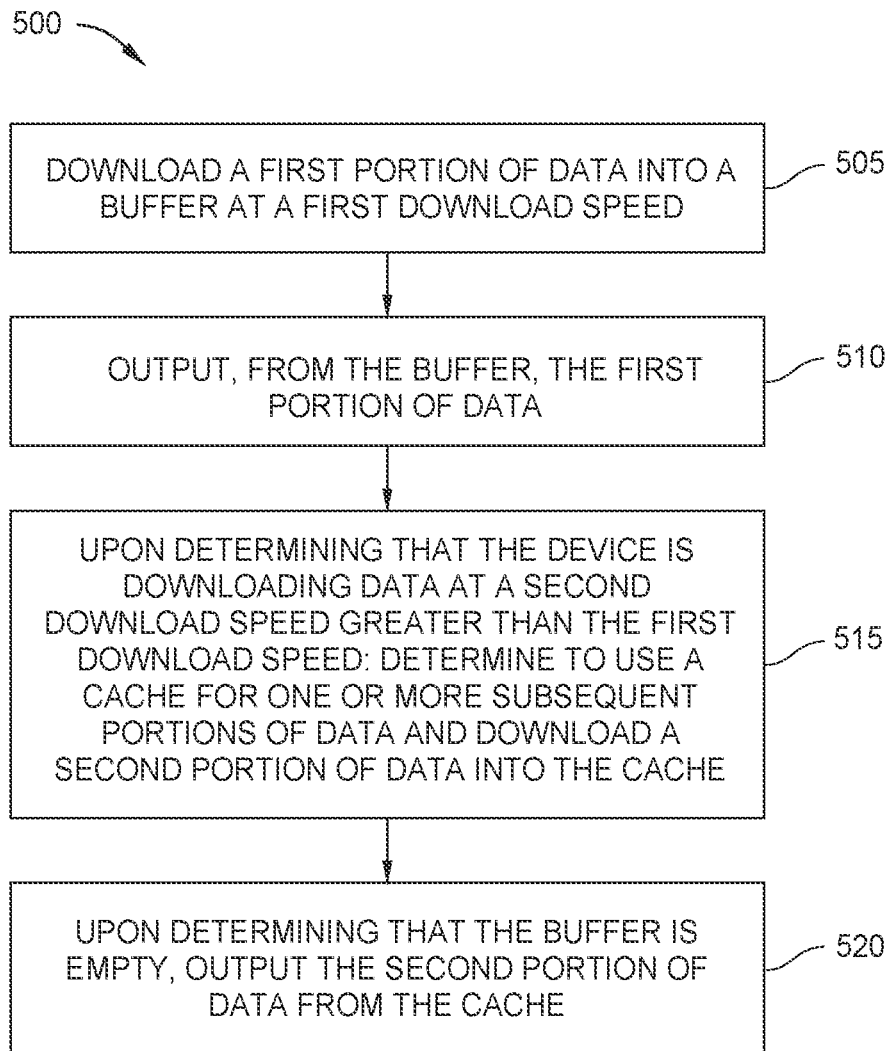 500
DOWNLOAD A FIRST PORTION OF DATA INTO A
BUFFER AT A FIRST DOWNLOAD SPEED
505
OUTPUT, FROM THE BUFFER, THE FIRST
PORTION OF DATA
510
UPON DETERMINING THAT THE DEVICE IS
DOWNLOADING DATA AT A SECOND
DOWNLOAD SPEED GREATER THAN THE FIRST
DOWNLOAD SPEED: DETERMINE TO USE A
CACHE FOR ONE OR MORE SUBSEQUENT
PORTIONS OF DATA AND DOWNLOAD A
SECOND PORTION OF DATA INTO THE CACHE
515
UPON DETERMINING THAT THE BUFFER IS
EMPTY, OUTPUT THE SECOND PORTION OF
DATA FROM THE CACHE
520